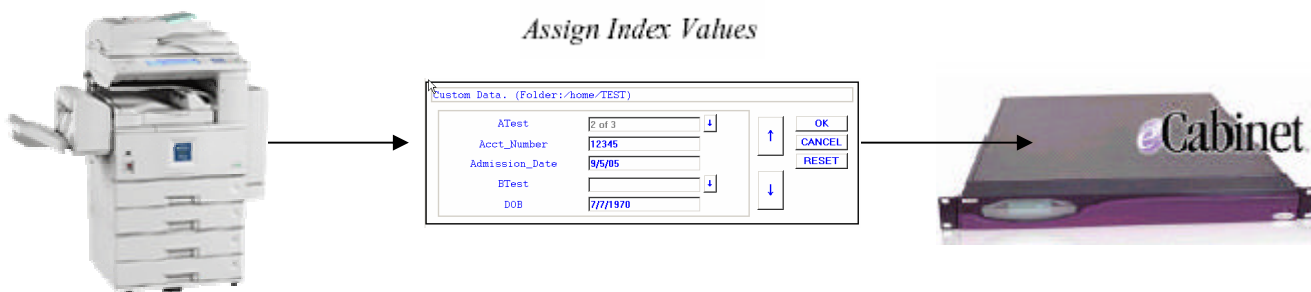 Assign Index Values
Custom Data. (Folder:/home/TEST)
ATest 2 of 3
Acct_Number 12345
Admission_Date 9/5/05
BTest
DOB 7/7/1970
OK
CANCEL
RESET
eCabinet